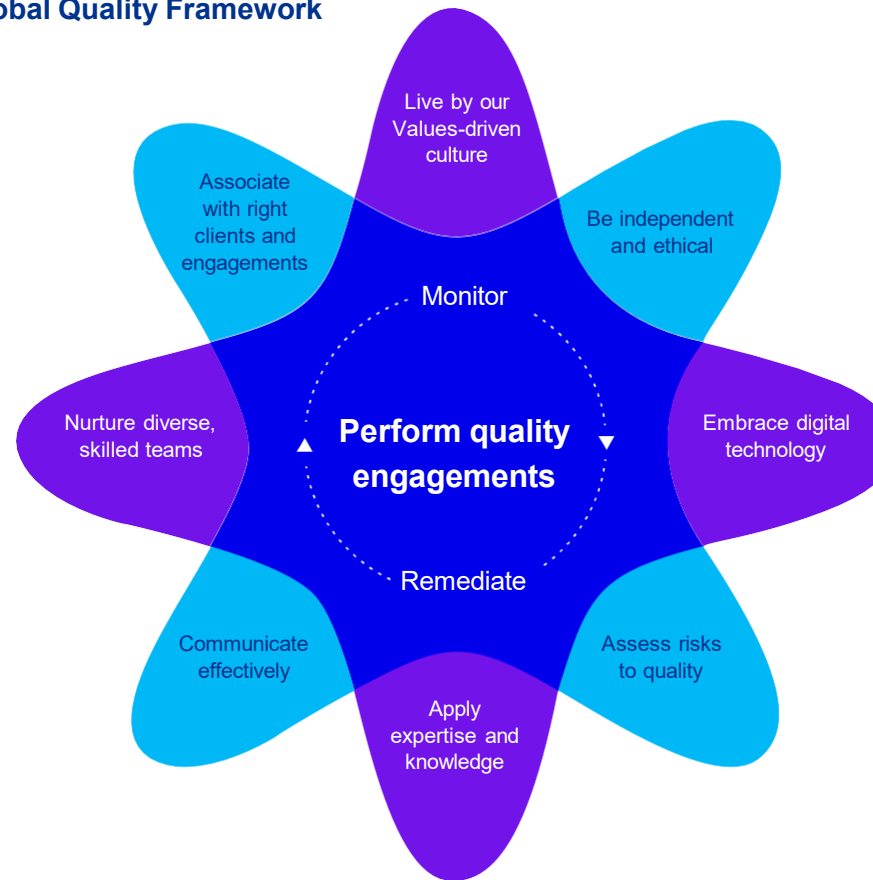 obal Quality Framework
Live by our
Values-driven
culture
Associate
with right
clients and
engagements
Be independent
and ethical
Monitor
Nurture diverse,
skilled teams
Perform quality
engagements
Embrace digital
technology
Remediate
Communicate
effectively
Assess risks
to quality
Apply
expertise and
knowledge